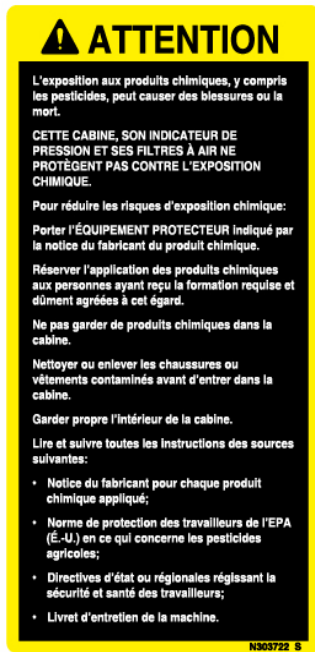 ATTENTION
L'exposition aux produits chimiques, y compris
les pesticides, peut causer des blessures ou la
mort.
CETTE CABINE, SON INDICATEUR DE
PRESSION ET SES FILTRES À AIR NE
PROTÈGENT PAS CONTRE L'EXPOSITION
CHIMIQUE.
Pour réduire les risques d'exposition chimique:
Porter l'ÉQUIPEMENT PROTECTEUR indiqué par
la notice du fabricant du produit chimique.
Réserver l'application des produits chimiques
aux personnes ayant reçu la formation requise et
dûment agréées à cet égard.
Ne pas garder de produits chimiques dans la
cabine.
Nettoyer ou enlever les chaussures ou
vêtements contaminés avant d'entrer dans la
cabine.
Garder propre l'intérieur de la cabine.
Lire et suivre toutes les instructions des sources
suivantes:
• Notice du fabricant pour chaque produit
chimique appliqué;
• Norme de protection des travailleurs de l'EPA
(É.-U.) en ce qui concerne les pesticides
agricoles;
• Directives d'état ou régionales régissant la
sécurité et santé des travailleurs;
• Livret d'entretien de la machine.
N303722 S